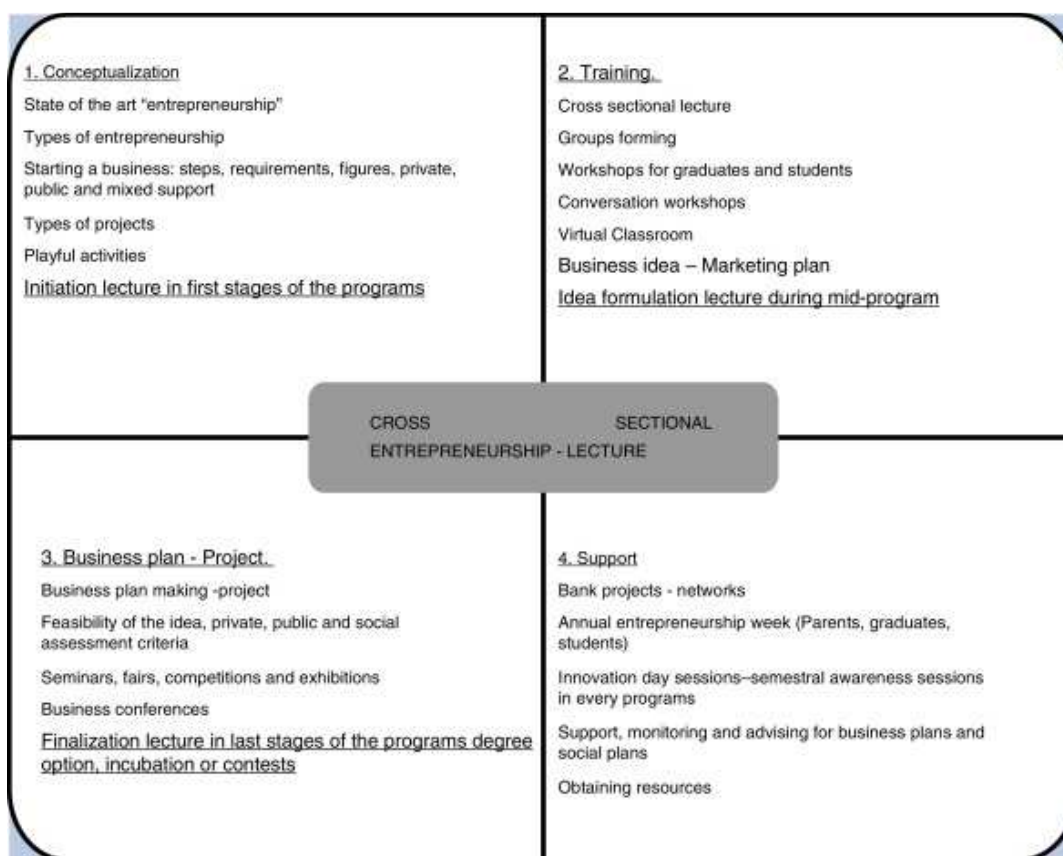 1. Conceptualization
State of the art “entrepreneurship”
Types of entrepreneurship
Starting a business: steps, requirements, figures, private,
public and mixed support
Types of projects
Playful activities
Initiation lecture in first stages of the programs
2. Training.
Cross sectional lecture
Groups forming
Workshops for graduates and students
Conversation workshops
Virtual Classroom
Business idea – Marketing plan
Idea formulation lecture during mid-program
CROSS SECTIONAL
ENTREPRENEURSHIP - LECTURE
3. Business plan - Project.
Business plan making -project
Feasibility of the idea, private, public and social
assessment criteria
Seminars, fairs, competitions and exhibitions
Business conferences
Finalization lecture in last stages of the programs degree
option, incubation or contests
4. Support
Bank projects - networks
Annual entrepreneurship week (Parents, graduates,
students)
Innovation day sessions–semestral awareness sessions
in every programs
Support, monitoring and advising for business plans and
social plans
Obtaining resources